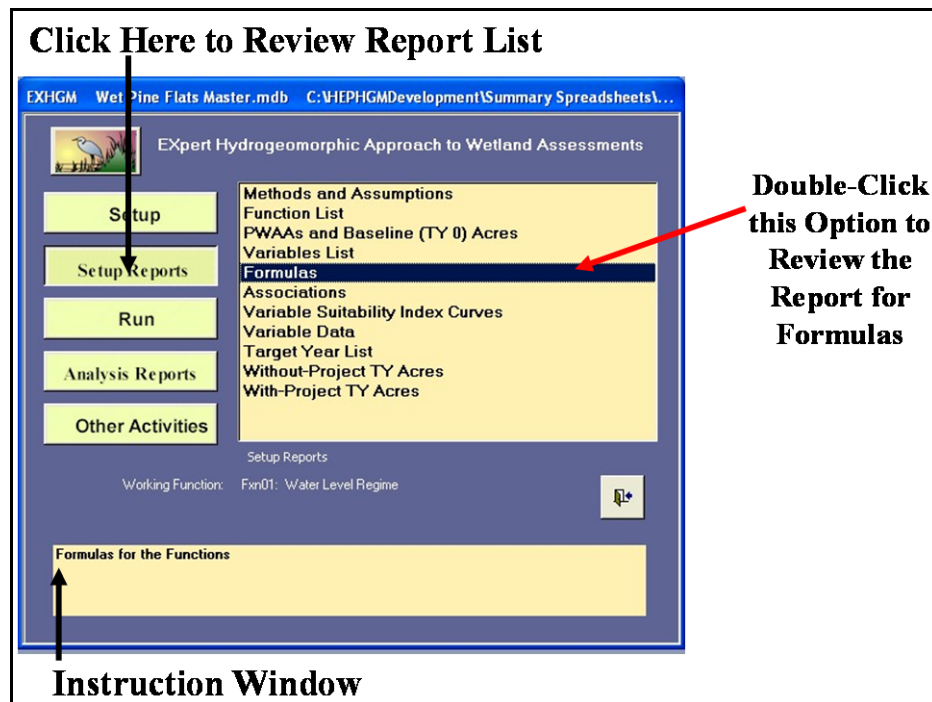 Click Here to Review Report List
EXHGM Wet Pine Flats Master.mdb C:\HEPHGMDevelopment\Summary Spreadsheets\...
EXpert Hydrogeomorphic Approach to Wetland Assessments
Setup
Setup Reports
Run
Analysis Reports
Other Activities
Methods and Assumptions
Function List
PWAAs and Baseline (TY 0) Acres
Variables List
Formulas
Associations
Variable Suitability Index Curves
Variable Data
Target Year List
Without-Project TY Acres
With-Project TY Acres
Double-Click
this Option to
Review the
Report for
Formulas
Setup Reports
Working Function: Fxn01: Water Level Regime
Formulas for the Functions
Instruction Window